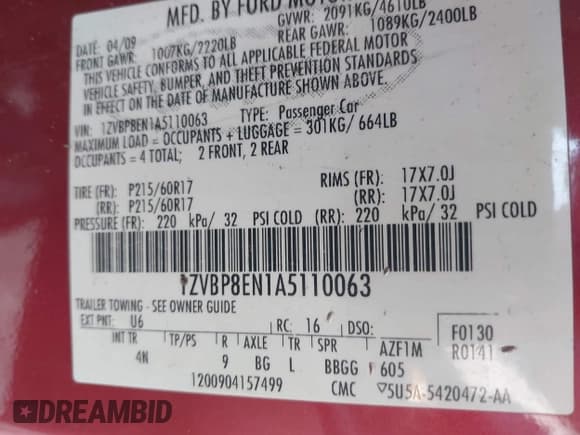 MFD. BY FORD MOTOR
DATE: 04/09 GVWR: 2091KG/4610LB
FRONT GAWR: 1007KG/2220LB REAR GAWR: 1089KG/2400LB
THIS VEHICLE CONFORMS TO ALL APPLICABLE FEDERAL MOTOR
VEHICLE SAFETY, BUMPER, AND THEFT PREVENTION STANDARDS
IN EFFECT ON THE DATE OF MANUFACTURE SHOWN ABOVE.
VIN: 1ZVBP8EN1A5110063 TYPE: Passenger Car
MAXIMUM LOAD = OCCUPANTS + LUGGAGE = 301KG/ 664LB
OCCUPANTS = 4 TOTAL; 2 FRONT, 2 REAR
TIRE (FR): P215/60R17 RIMS (FR): 17X7.0J
(RR): P215/60R17 (RR): 17X7.0J
PRESSURE (FR): 220 kPa/ 32 PSI COLD (RR): 220 kPa/ 32 PSI COLD
1ZVBP8EN1A5110063
TRAILER TOWING - SEE OWNER GUIDE
EXT PNT: U6 RC: 16 DSO: F0130
INT TR TP/PS R AXLE TR SPR AZF1M R0141
4N 9 BG L BBGG 605
1200904157499 CMC ▽5U5A-5420472-AA
DREAMBID